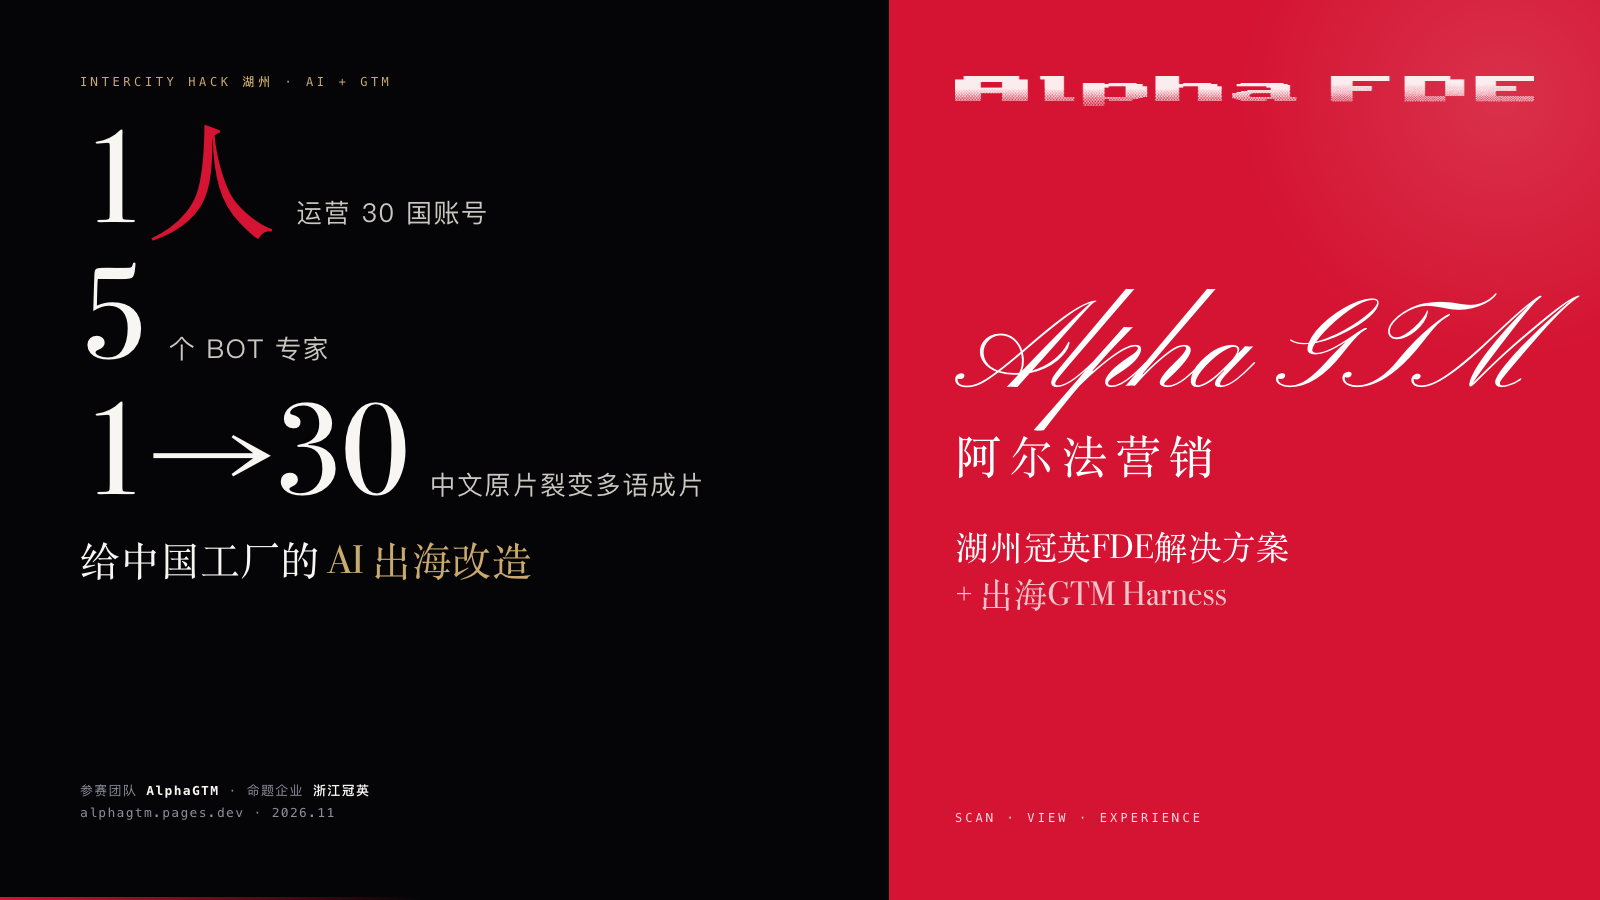 INTERCITY HACK 湖州 · AI + GTM
1人 运营 30 国账号
5 个 BOT 专家
1→30 中文原片裂变多语成片
给中国工厂的 AI 出海改造
参赛团队 AlphaGTM · 命题企业 浙江冠英
alphagtm.pages.dev · 2026.11
Alpha FDE
Alpha GTM
阿尔法营销
湖州冠英FDE解决方案
+ 出海GTM Harness
SCAN · VIEW · EXPERIENCE